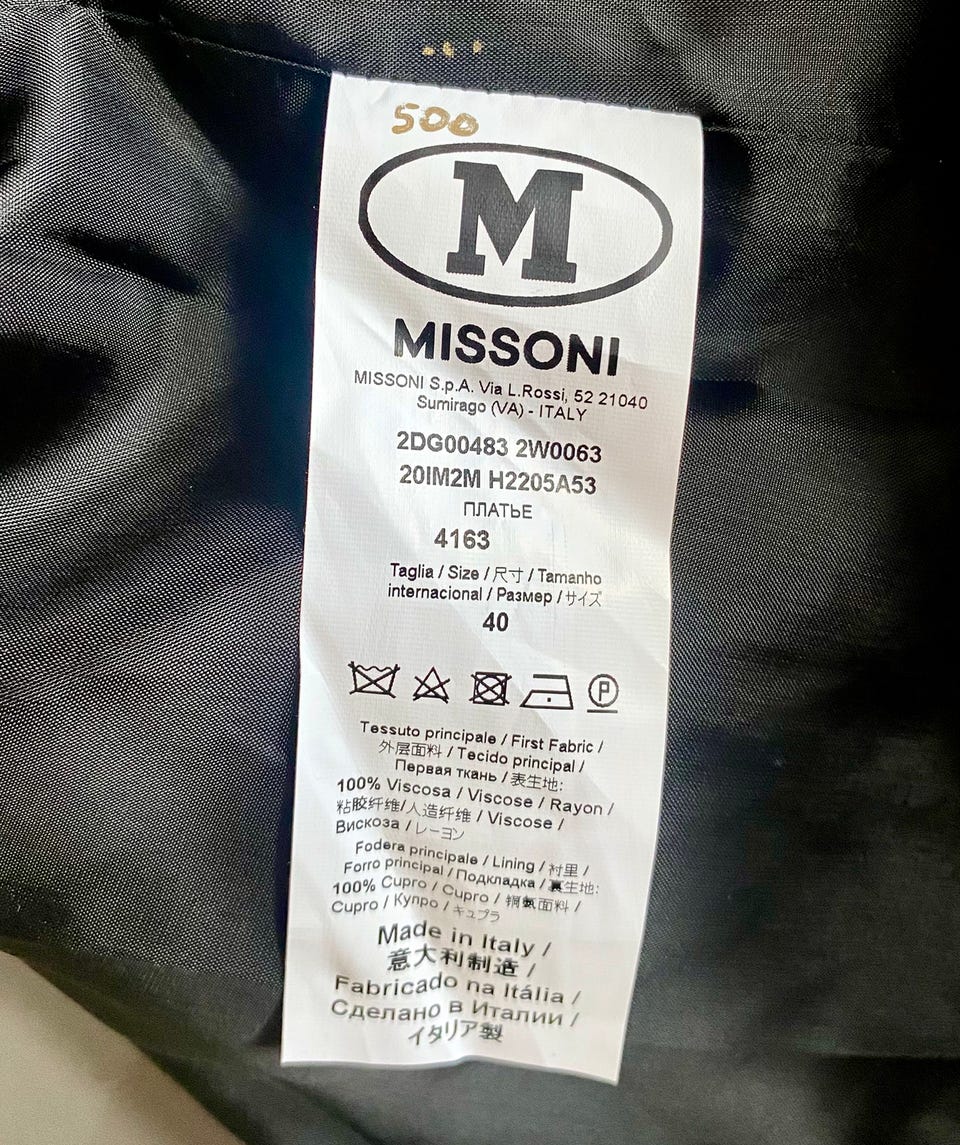 500
M
MISSONI
MISSONI S.p.A. Via L.Rossi, 52 21040
Sumirago (VA) - ITALY
2DG00483 2W0063
20IM2M H2205A53
ПЛАТЬЕ
4163
Taglia / Size / 尺寸 / Tamanho
internacional / Размер / サイズ
40
P
Tessuto principale / First Fabric /
外层面料 / Tecido principal /
Первая ткань / 表生地:
100% Viscosa / Viscose / Rayon /
粘胶纤维/人造纤维 / Viscose /
Вискоза / レーヨン
Fodera principale / Lining / 衬里 /
Forro principal / Подкладка / 裏生地:
100% Cupro / Cupro / 铜氨面料 /
Cupro / Купро / キュプラ
Made in Italy /
意大利制造 /
Fabricado na Itália /
Сделано в Италии /
イタリア製